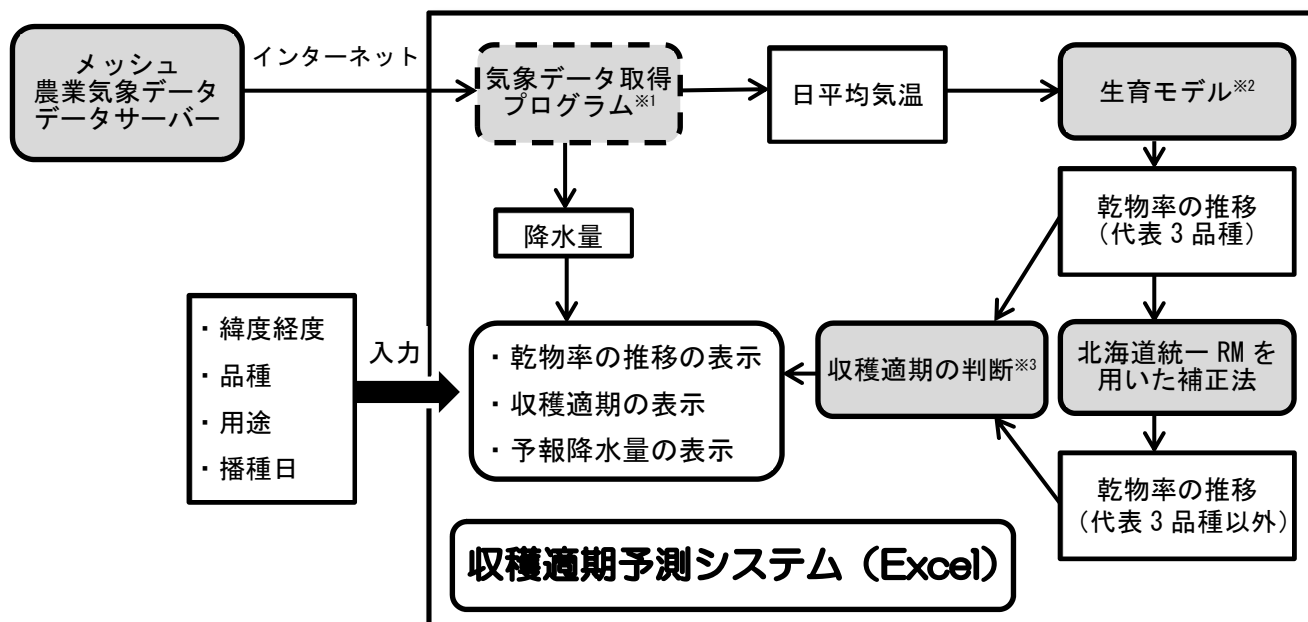 メッシュ
農業気象データ
データサーバー
インターネット
気象データ取得
プログラム※1
日平均気温
生育モデル※2
降水量
乾物率の推移
(代表3品種)
・緯度経度
・品種
・用途
・播種日
入力
・乾物率の推移の表示
・収穫適期の表示
・予報降水量の表示
収穫適期の判断※3
北海道統一RMを
用いた補正法
乾物率の推移
(代表3品種以外)
収穫適期予測システム(Excel)